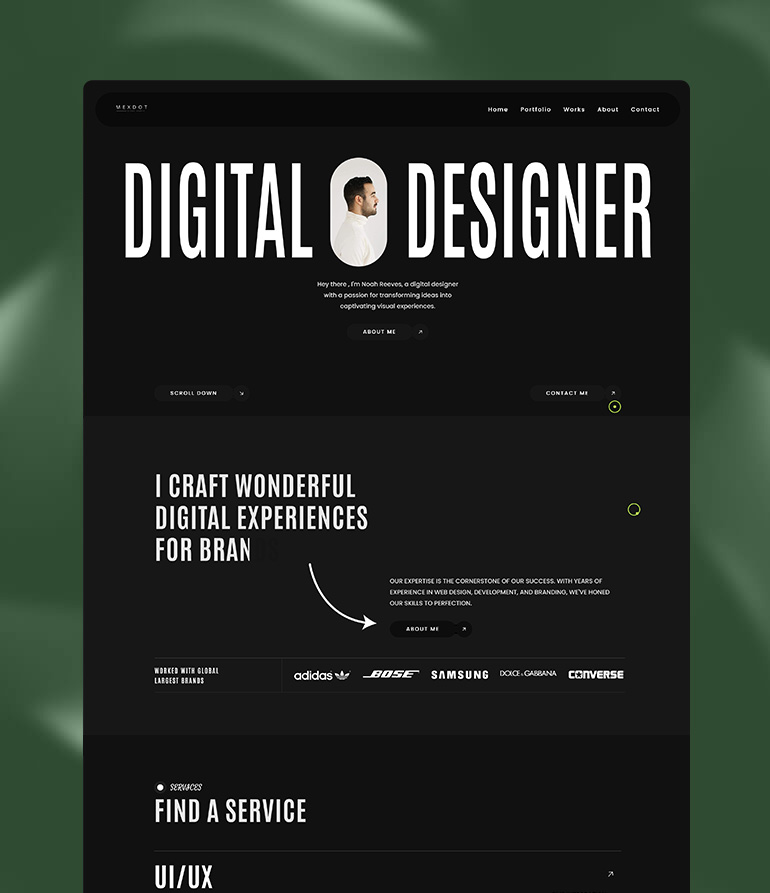 MEXDOT
Home Portfolio Works About Contact
DIGITAL DESIGNER
Hey there , I'm Noah Reeves, a digital designer
with a passion for transforming ideas into
captivating visual experiences.
ABOUT ME
SCROLL DOWN
CONTACT ME
I CRAFT WONDERFUL
DIGITAL EXPERIENCES
FOR BRAN
OUR EXPERTISE IS THE CORNERSTONE OF OUR SUCCESS. WITH YEARS OF
EXPERIENCE IN WEB DESIGN, DEVELOPMENT, AND BRANDING, WE'VE HONED
OUR SKILLS TO PERFECTION.
ABOUT ME
WORKED WITH GLOBAL
LARGEST BRANDS
adidas BOSE SAMSUNG DOLCE & GABBANA CONVERSE
SERVICES
FIND A SERVICE
UI/UX